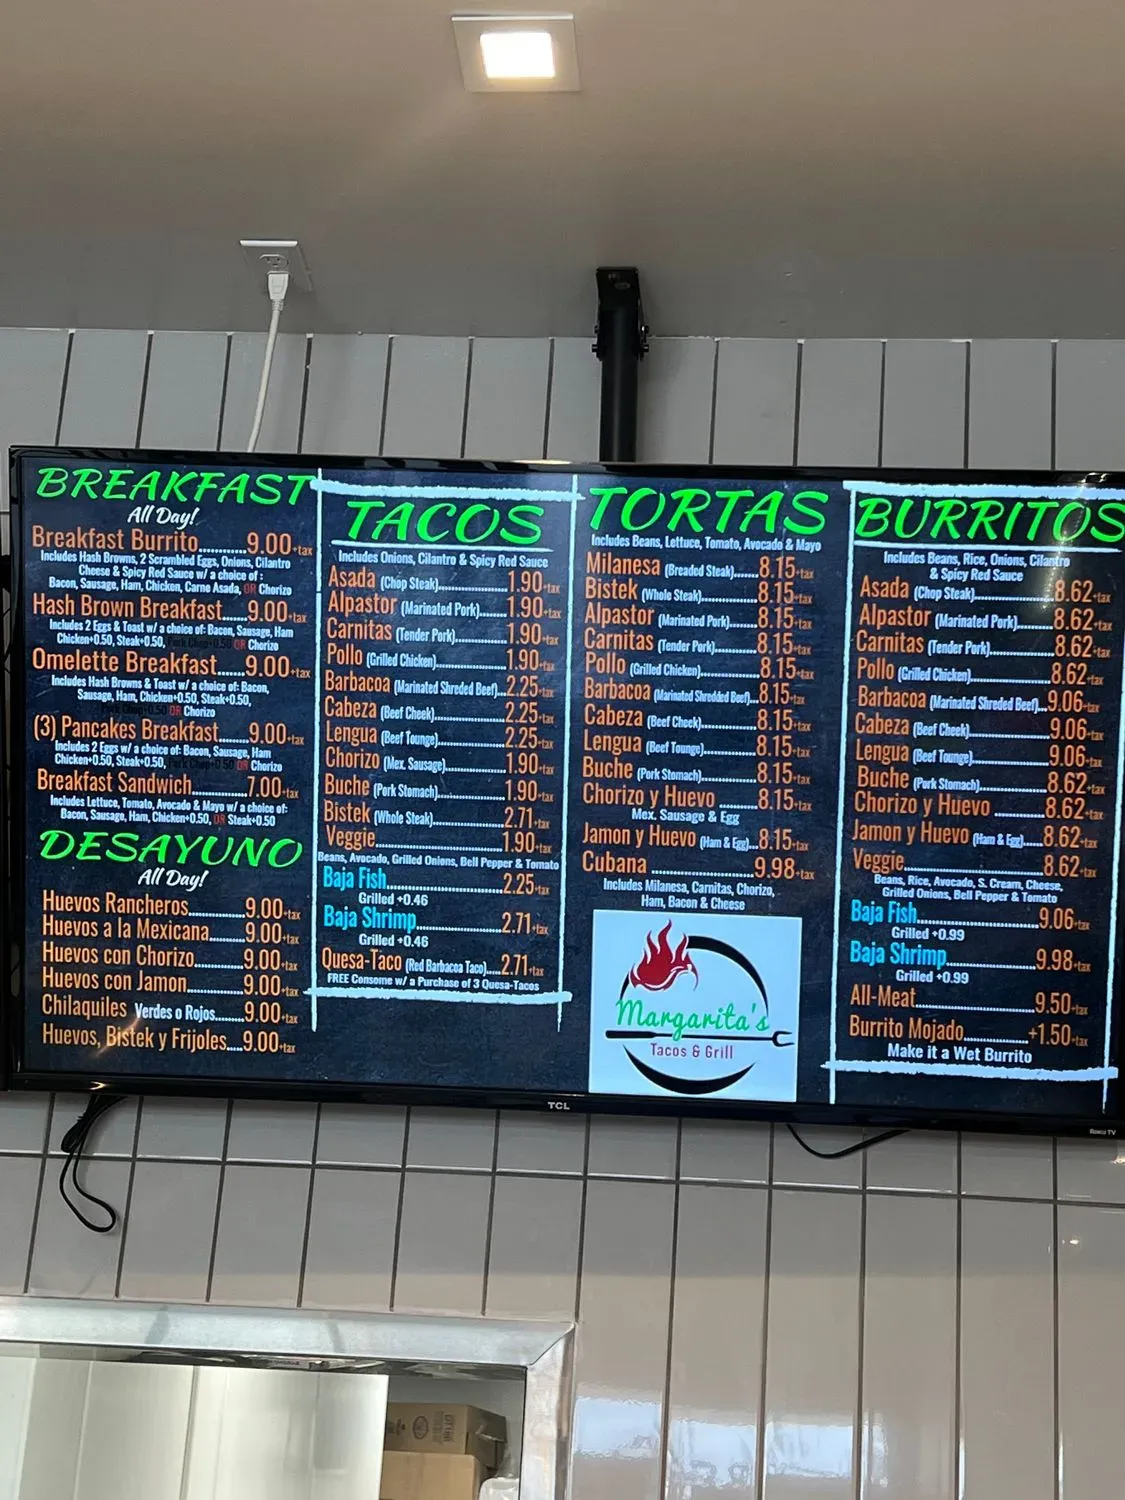 BREAKFAST
All Day!
Breakfast Burrito..............9.00+tax
Includes Hash Browns, 2 Scrambled Eggs, Onions, Cilantro
Cheese & Spicy Red Sauce w/ a choice of :
Bacon, Sausage, Ham, Chicken, Carne Asada, OR Chorizo
Hash Brown Breakfast.......9.00+tax
Includes 2 Eggs & Toast w/ a choice of: Bacon, Sausage, Ham
Chicken+0.50, Steak+0.50, Pork Chop+0.50 OR Chorizo
Omelette Breakfast........9.00+tax
Includes Hash Browns & Toast w/ a choice of: Bacon,
Sausage, Ham, Chicken+0.50, Steak+0.50,
Pork Chop+0.50 OR Chorizo
(3) Pancakes Breakfast........9.00+tax
Includes 2 Eggs w/ a choice of: Bacon, Sausage, Ham
Chicken+0.50, Steak+0.50, Pork Chop+0.50 OR Chorizo
Breakfast Sandwich...............7.00+tax
Includes Lettuce, Tomato, Avocado & Mayo w/ a choice of:
Bacon, Sausage, Ham, Chicken+0.50, OR Steak+0.50
DESAYUNO
All Day!
Huevos Rancheros...............9.00+tax
Huevos a la Mexicana.........9.00+tax
Huevos con Chorizo.............9.00+tax
Huevos con Jamon...............9.00+tax
Chilaquiles Verdes o Rojos........9.00+tax
Huevos, Bistek y Frijoles.....9.00+tax
TACOS
Includes Onions, Cilantro & Spicy Red Sauce
Asada (Chop Steak)..................1.90+tax
Alpastor (Marinated Pork).........1.90+tax
Carnitas (Tender Pork)..............1.90+tax
Pollo (Grilled Chicken)...................1.90+tax
Barbacoa (Marinated Shreded Beef)...2.25+tax
Cabeza (Beef Cheek)....................2.25+tax
Lengua (Beef Tounge)..................2.25+tax
Chorizo (Mex. Sausage)...............1.90+tax
Buche (Pork Stomach)....................1.90+tax
Bistek (Whole Steak)....................2.71+tax
Veggie....................................1.90+tax
Beans, Avocado, Grilled Onions, Bell Pepper & Tomato
Baja Fish..............................2.25+tax
Grilled +0.46
Baja Shrimp......................2.71+tax
Grilled +0.46
Quesa-Taco (Red Barbacoa Taco).....2.71+tax
FREE Consome w/ a Purchase of 3 Quesa-Tacos
TORTAS
Includes Beans, Lettuce, Tomato, Avocado & Mayo
Milanesa (Breaded Steak).......8.15+tax
Bistek (Whole Steak)................8.15+tax
Alpastor (Marinated Pork).........8.15+tax
Carnitas (Tender Pork)..............8.15+tax
Pollo (Grilled Chicken)................8.15+tax
Barbacoa (Marinated Shredded Beef)...8.15+tax
Cabeza (Beef Cheek)..................8.15+tax
Lengua (Beef Tounge)................8.15+tax
Buche (Pork Stomach)..................8.15+tax
Chorizo y Huevo .........8.15+tax
Mex. Sausage & Egg
Jamon y Huevo (Ham & Egg)...8.15+tax
Cubana .......................9.98+tax
Includes Milanesa, Carnitas, Chorizo,
Ham, Bacon & Cheese
Margarita's
Tacos & Grill
BURRITOS
Includes Beans, Rice, Onions, Cilantro
& Spicy Red Sauce
Asada (Chop Steak)..................8.62+tax
Alpastor (Marinated Pork).........8.62+tax
Carnitas (Tender Pork)..............8.62+tax
Pollo (Grilled Chicken)................8.62+tax
Barbacoa (Marinated Shreded Beef)...9.06+tax
Cabeza (Beef Cheek)....................9.06+tax
Lengua (Beef Tounge)..................9.06+tax
Buche (Pork Stomach)..................8.62+tax
Chorizo y Huevo ............8.62+tax
Jamon y Huevo (Ham & Egg).....8.62+tax
Veggie...............................8.62+tax
Beans, Rice, Avocado, S. Cream, Cheese,
Grilled Onions, Bell Pepper & Tomato
Baja Fish.........................9.06+tax
Grilled +0.99
Baja Shrimp....................9.98+tax
Grilled +0.99
All-Meat.........................9.50+tax
Burrito Mojado..............+1.50+tax
Make it a Wet Burrito
TCL
Roku TV